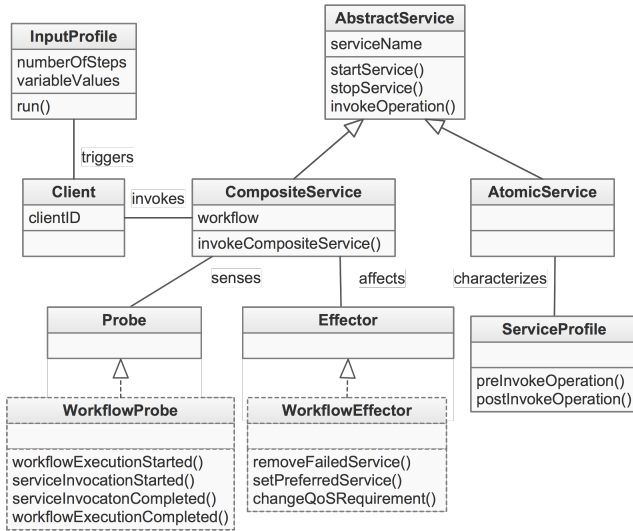 AbstractService
serviceName
startService()
stopService()
invokeOperation()
InputProfile
numberOfSteps
variableValues
run()
triggers
Client
clientID
invokes
CompositeService
workflow
invokeCompositeService()
AtomicService
senses
affects
characterizes
Probe
Effector
ServiceProfile
preInvokeOperation()
postInvokeOperation()
WorkflowProbe
workflowExecutionStarted()
serviceInvocationStarted()
serviceInvocatonCompleted()
workflowExecutionCompleted()
WorkflowEffector
removeFailedService()
setPreferredService()
changeQoSRequirement()